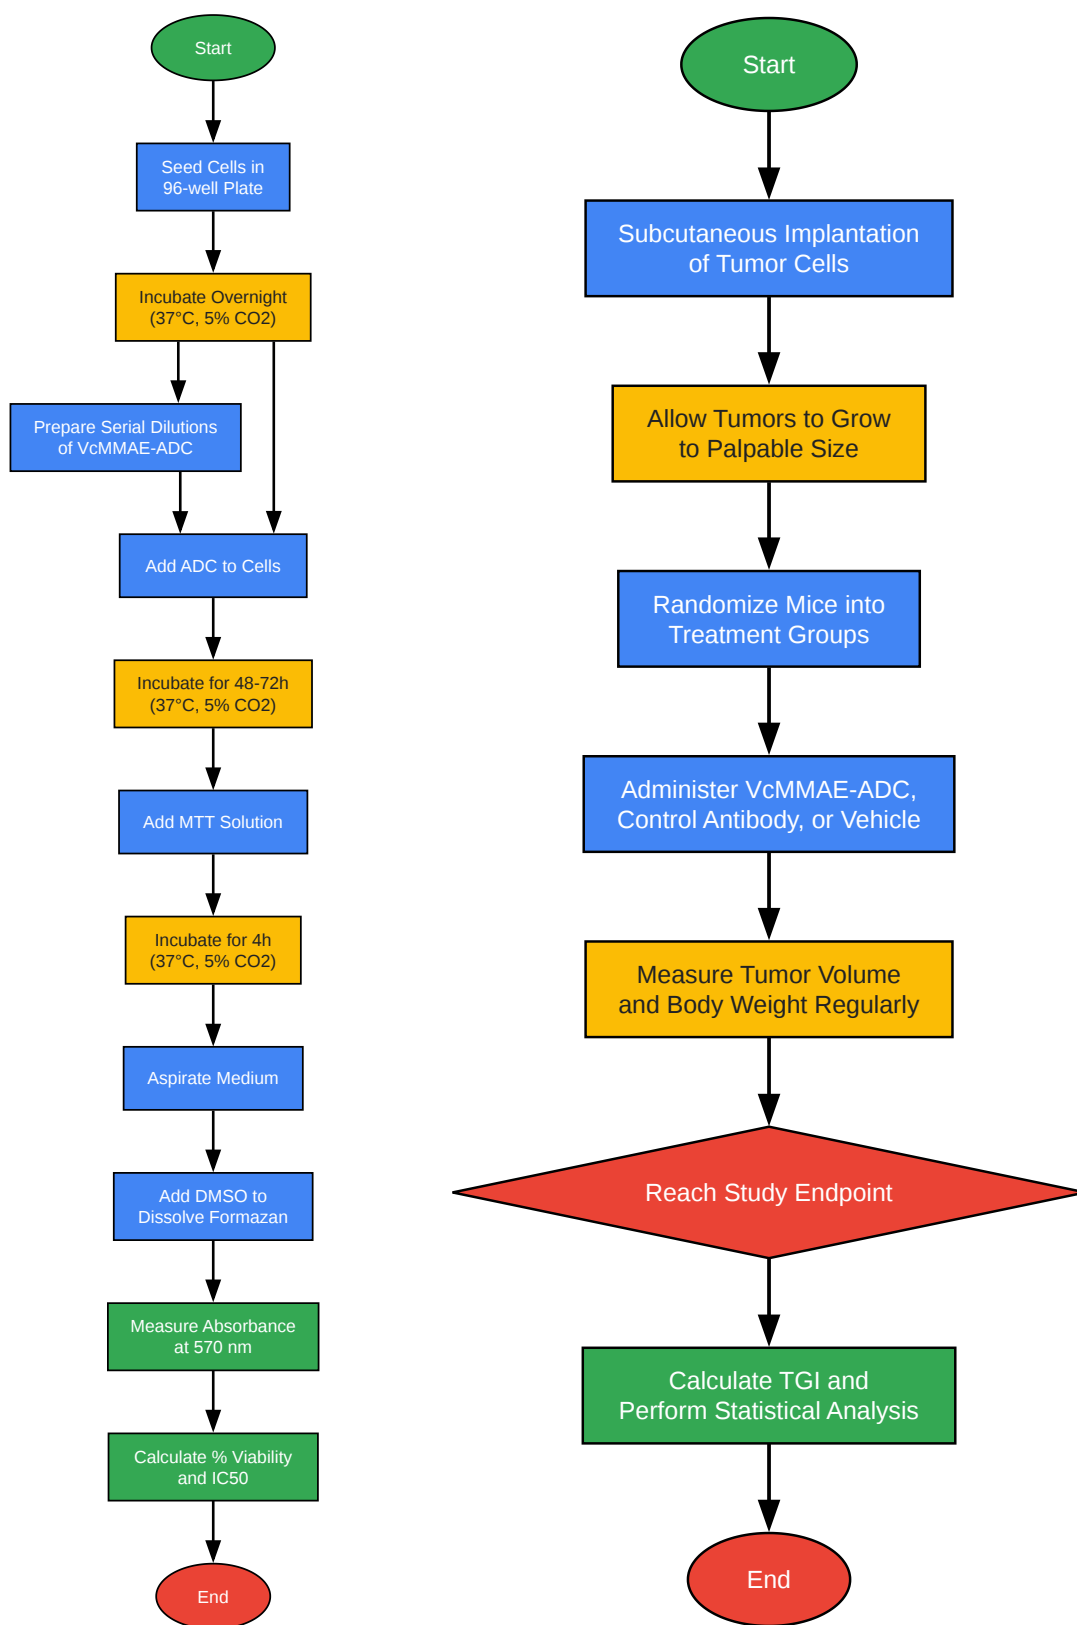 Start
Seed Cells in
96-well Plate
Incubate Overnight
(37°C, 5% CO2)
Prepare Serial Dilutions
of VcMMAE-ADC
Add ADC to Cells
Incubate for 48-72h
(37°C, 5% CO2)
Add MTT Solution
Incubate for 4h
(37°C, 5% CO2)
Aspirate Medium
Add DMSO to
Dissolve Formazan
Measure Absorbance
at 570 nm
Calculate % Viability
and IC50
End
Start
Subcutaneous Implantation
of Tumor Cells
Allow Tumors to Grow
to Palpable Size
Randomize Mice into
Treatment Groups
Administer VcMMAE-ADC,
Control Antibody, or Vehicle
Measure Tumor Volume
and Body Weight Regularly
Reach Study Endpoint
Calculate TGI and
Perform Statistical Analysis
End